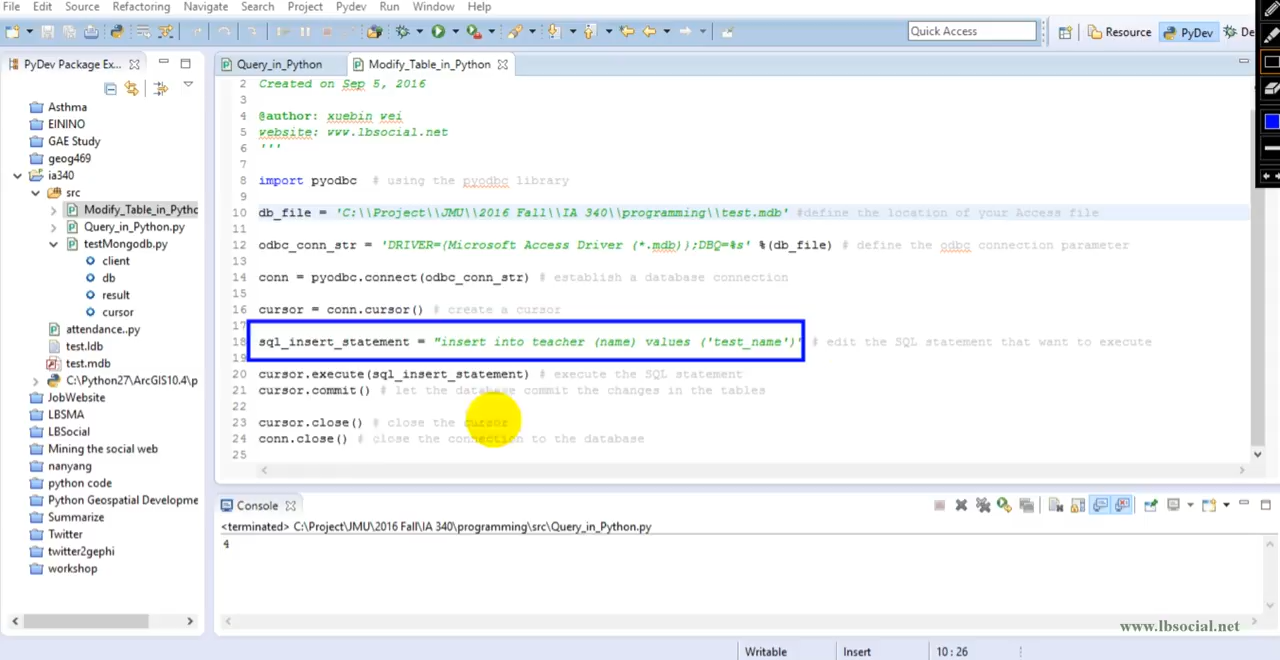 File Edit Source Refactoring Navigate Search Project Pydev Run Window Help
Quick Access
Resource
PyDev
De
PyDev Package Ex...
Query_in_Python
Modify_Table_in_Python
Asthma
EININO
GAE Study
geog469
ia340
src
Modify_Table_in_Pythc
Query_in_Python.py
testMongodb.py
client
db
result
cursor
attendance..py
test.ldb
test.mdb
C:\Python27\ArcGIS10.4\p
JobWebsite
LBSMA
LBSocial
Mining the social web
nanyang
python code
Python Geospatial Developme
Summarize
Twitter
twitter2gephi
workshop
2 Created on Sep 5, 2016
3
4 @author: xuebin wei
5 website: www.lbsocial.net
6 '''
7
8 import pyodbc # using the pyodbc library
9
10 db_file = 'C:\\Project\\JMU\\2016 Fall\\IA 340\\programming\\test.mdb' #define the location of your Access file
11
12 odbc_conn_str = 'DRIVER={Microsoft Access Driver (*.mdb)};DBQ=%s' %(db_file) # define the odbc connection parameter
13
14 conn = pyodbc.connect(odbc_conn_str) # establish a database connection
15
16 cursor = conn.cursor() # create a cursor
17
18 sql_insert_statement = "insert into teacher (name) values ('test_name')" # edit the SQL statement that want to execute
19
20 cursor.execute(sql_insert_statement) # execute the SQL statement
21 cursor.commit() # let the database commit the changes in the tables
22
23 cursor.close() # close the cursor
24 conn.close() # close the connection to the database
25
Console
<terminated> C:\Project\JMU\2016 Fall\IA 340\programming\src\Query_in_Python.py
4
www.lbsocial.net
Writable Insert 10:26